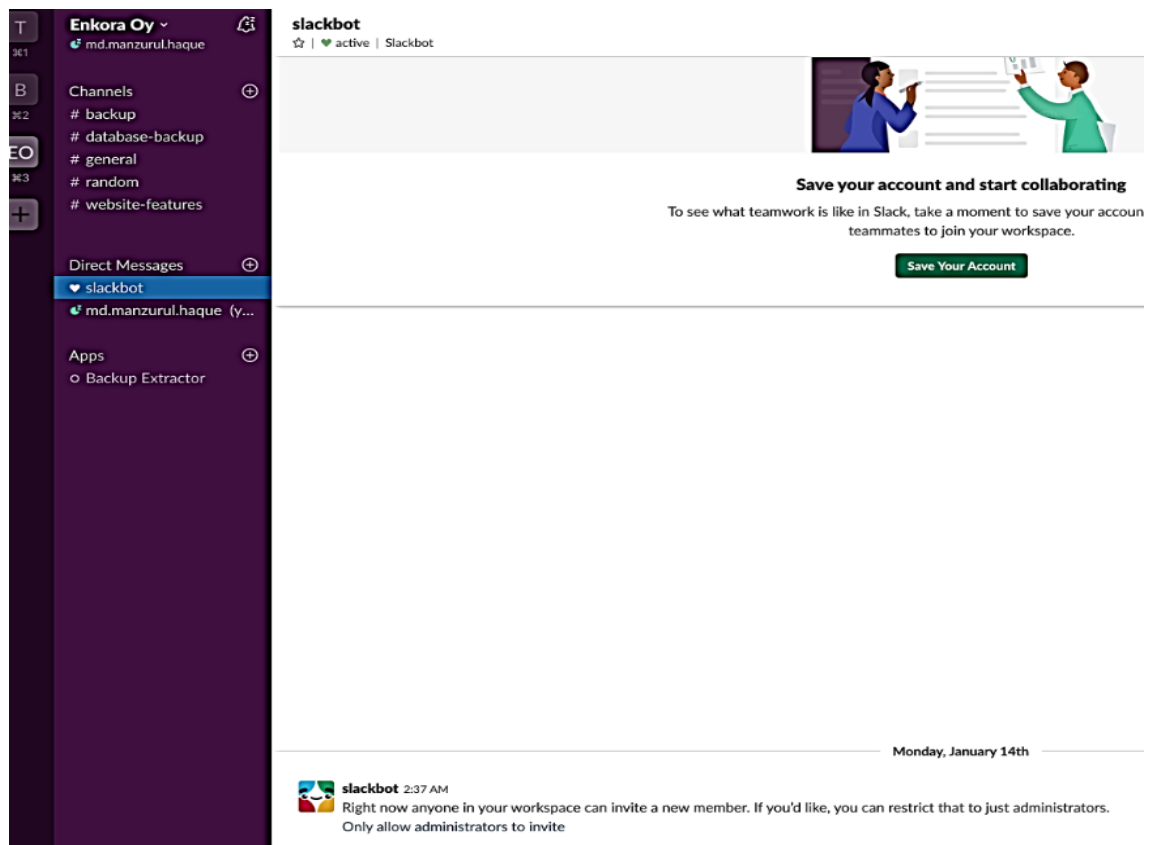 T
⌘1
B
⌘2
EO
⌘3
+
Enkora Oy
md.manzurul.haque
Channels
# backup
# database-backup
# general
# random
# website-features
Direct Messages
slackbot
md.manzurul.haque (y...
Apps
Backup Extractor
slackbot
| active | Slackbot
Save your account and start collaborating
To see what teamwork is like in Slack, take a moment to save your accoun
teammates to join your workspace.
Save Your Account
Monday, January 14th
slackbot 2:37 AM
Right now anyone in your workspace can invite a new member. If you'd like, you can restrict that to just administrators.
Only allow administrators to invite